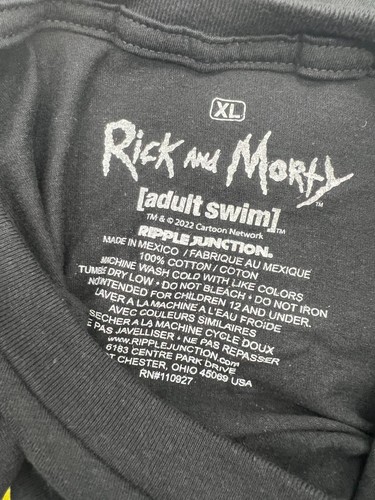 XL
Rick and Morty ™
[adult swim]™
TM & © 2022 Cartoon Network
RIPPLE JUNCTION.
MADE IN MEXICO / FABRIQUE AU MEXIQUE
100% COTTON / COTON
MACHINE WASH COLD WITH LIKE COLORS
TUMBLE DRY LOW • DO NOT BLEACH • DO NOT IRON
NOT INTENDED FOR CHILDREN 12 AND UNDER.
LAVER A LA MACHINE A L'EAU FROIDE
AVEC COULEURS SIMILAIRES
SECHER A LA MACHINE CYCLE DOUX
PAS JAVELLISER • NE PAS REPASSER
www.RIPPLEJUNCTION.com
6183 CENTRE PARK DRIVE
CHESTER, OHIO 45069 USA
RN#110927